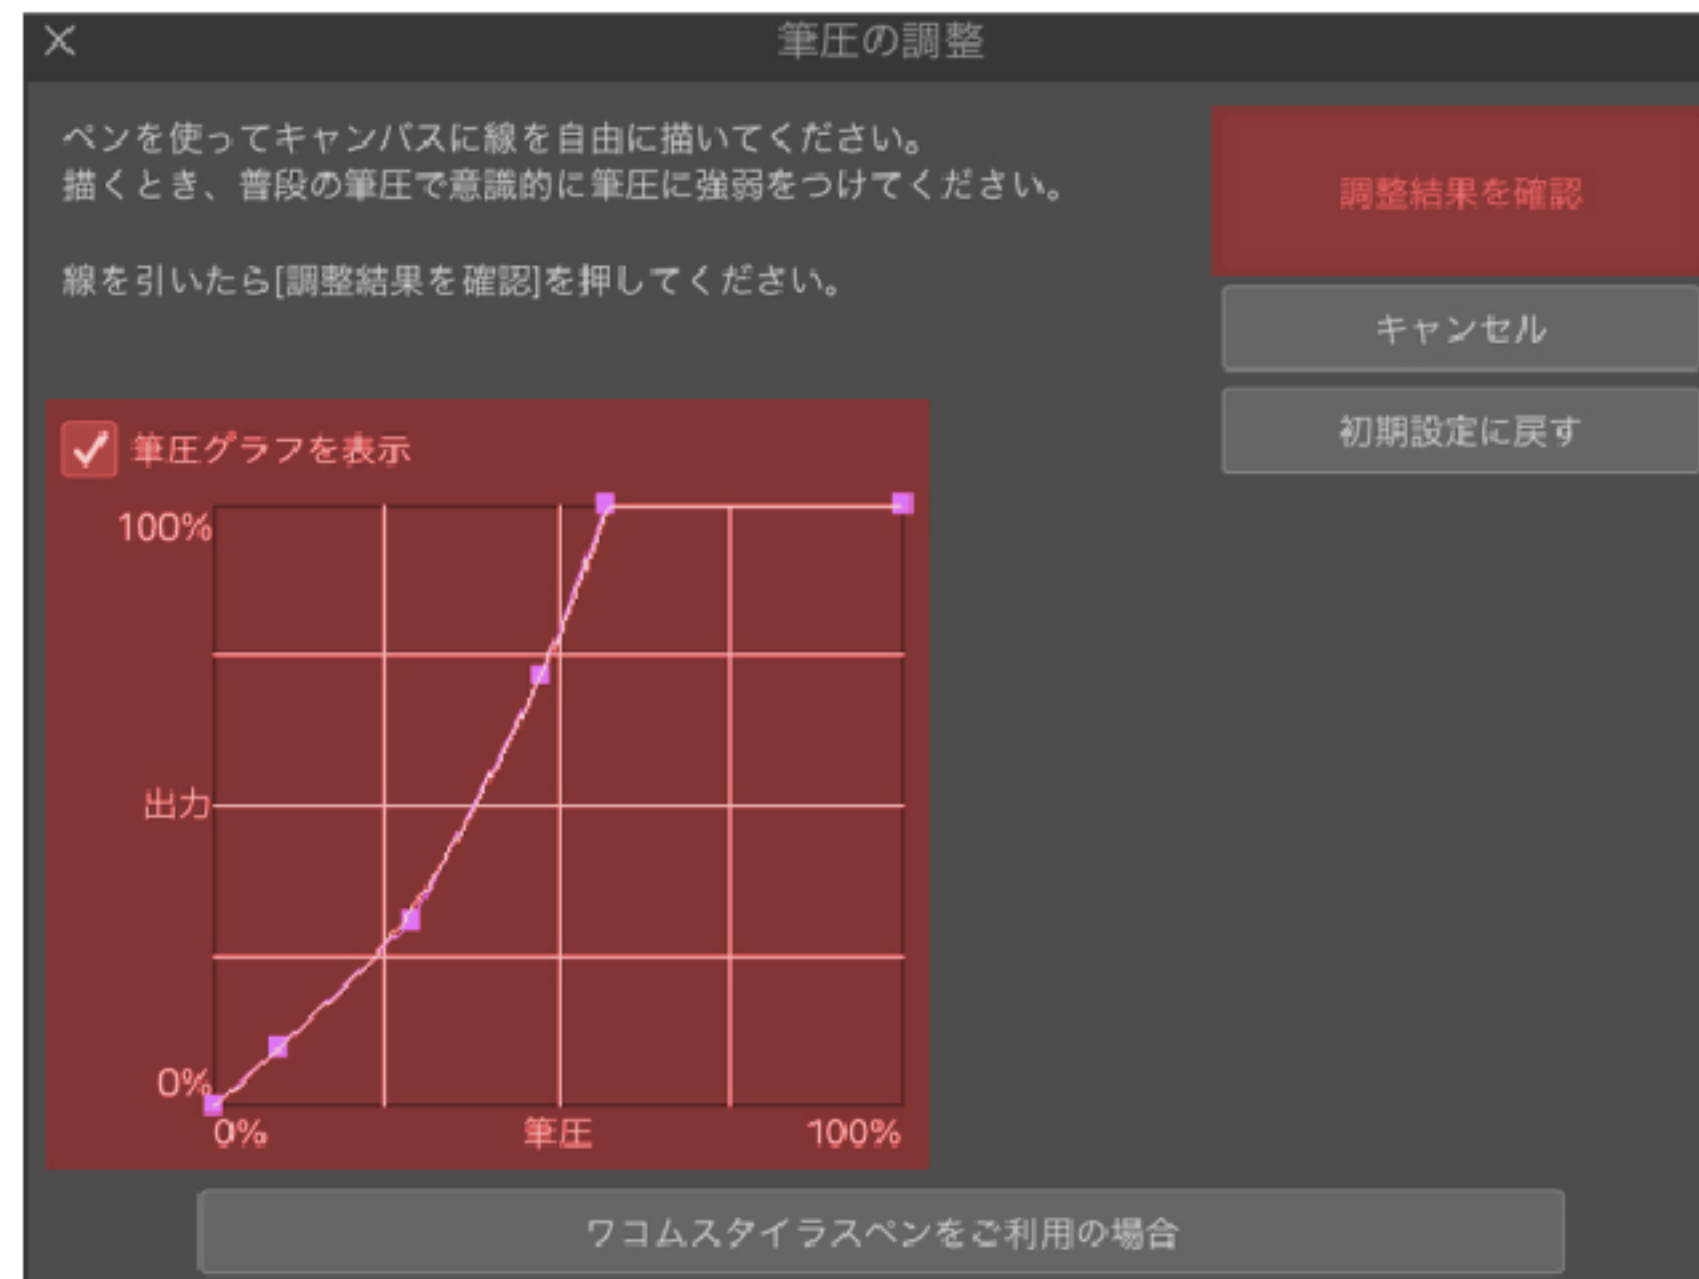 筆圧の調整
ペンを使ってキャンバスに線を自由に描いてください。
描くとき、普段の筆圧で意識的に筆圧に強弱をつけてください。
線を引いたら[調整結果を確認]を押してください。
調整結果を確認
キャンセル
初期設定に戻す
筆圧グラフを表示
100%
出力
0%
0% 筆圧 100%
ワコムスタイラスペンをご利用の場合